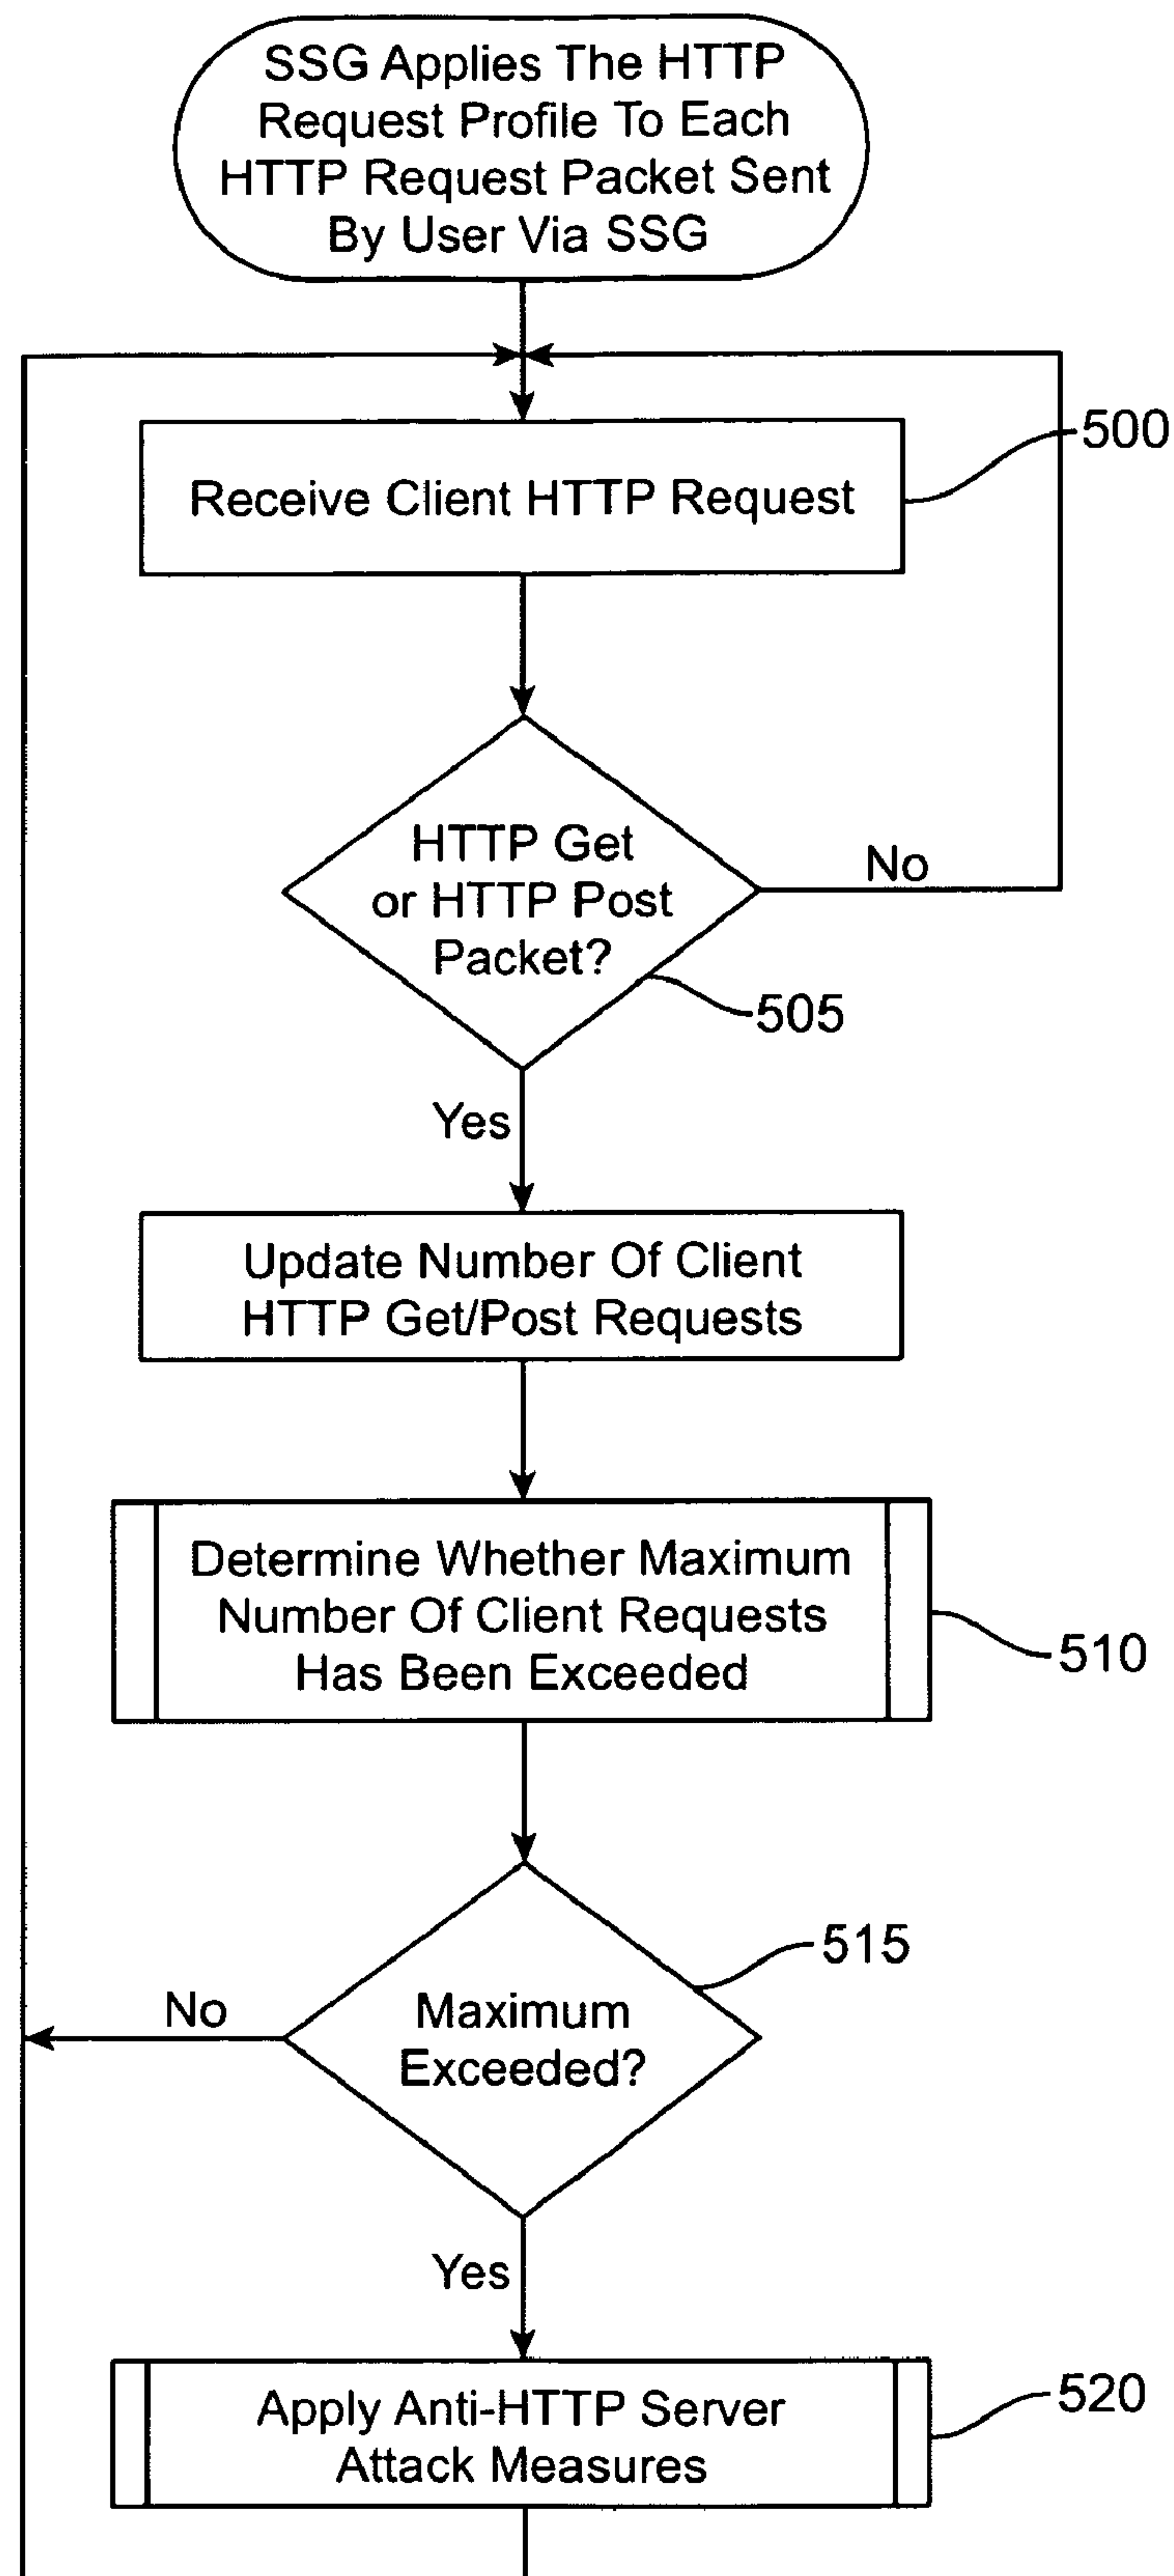 SSG Applies The HTTP
Request Profile To Each
HTTP Request Packet Sent
By User Via SSG
500
Receive Client HTTP Request
HTTP Get
or HTTP Post
Packet?
No
505
Yes
Update Number Of Client
HTTP Get/Post Requests
Determine Whether Maximum
Number Of Client Requests
Has Been Exceeded
510
515
No
Maximum
Exceeded?
Yes
520
Apply Anti-HTTP Server
Attack Measures